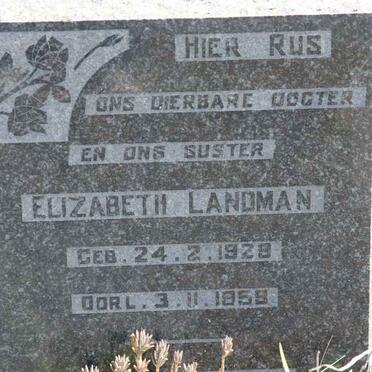 HIER RUS
ONS DIERBARE DOGTER
EN ONS SUSTER
ELIZABETH LANDMAN
GEB. 24. 2. 1928
OORL. 3. 11. 1958